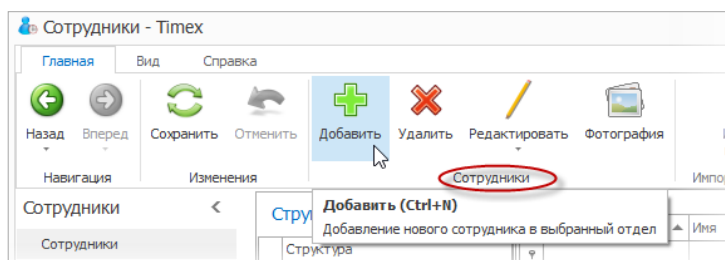 Сотрудники - Timex
Главная Вид Справка
Назад Вперед Сохранить Отменить Добавить Удалить Редактировать Фотография
Навигация Изменения Сотрудники
Сотрудники <
Добавить (Ctrl+N)
Добавление нового сотрудника в выбранный отдел
Имя
Сотрудники
Структура